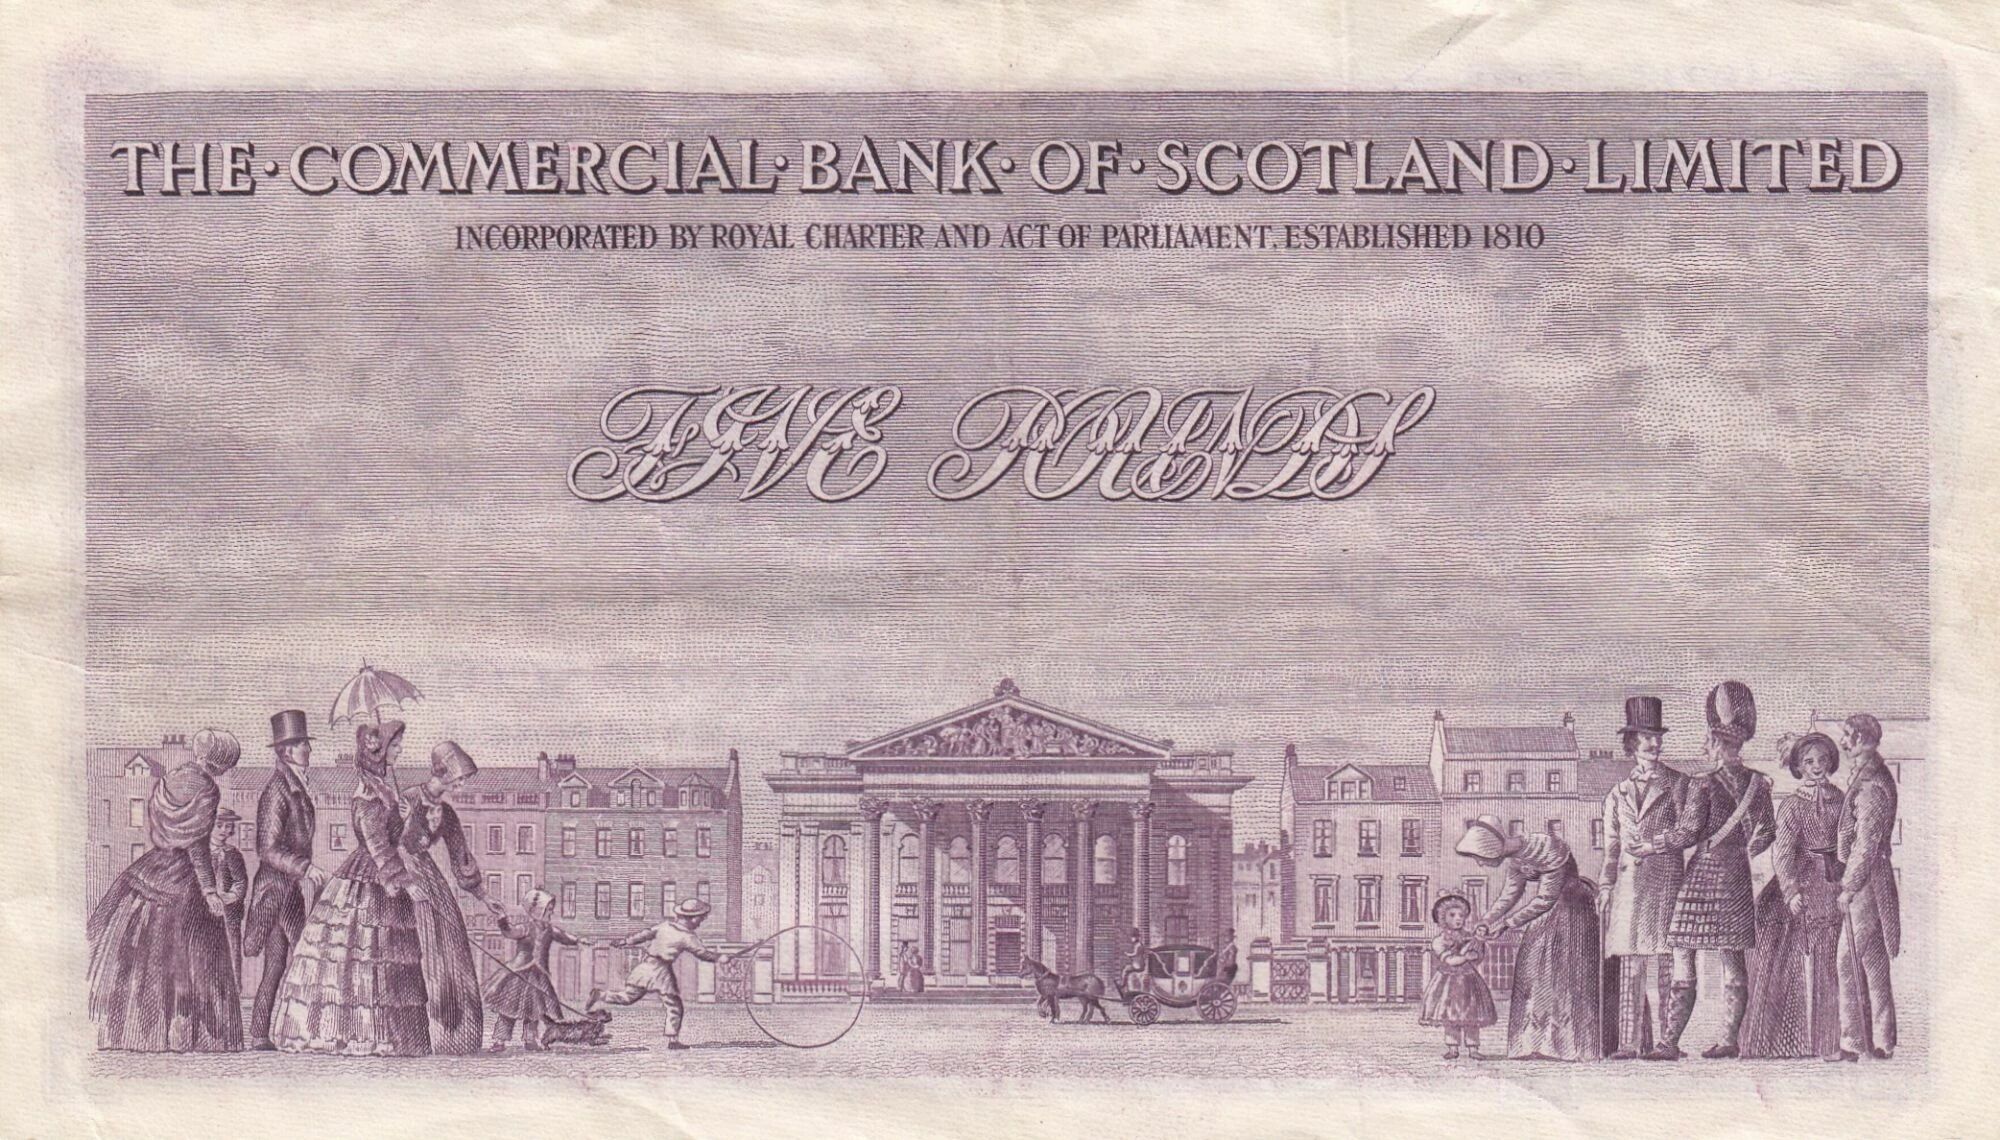 THE·COMMERCIAL·BANK·OF·SCOTLAND·LIMITED
INCORPORATED BY ROYAL CHARTER AND ACT OF PARLIAMENT. ESTABLISHED 1810
FIVE POUNDS